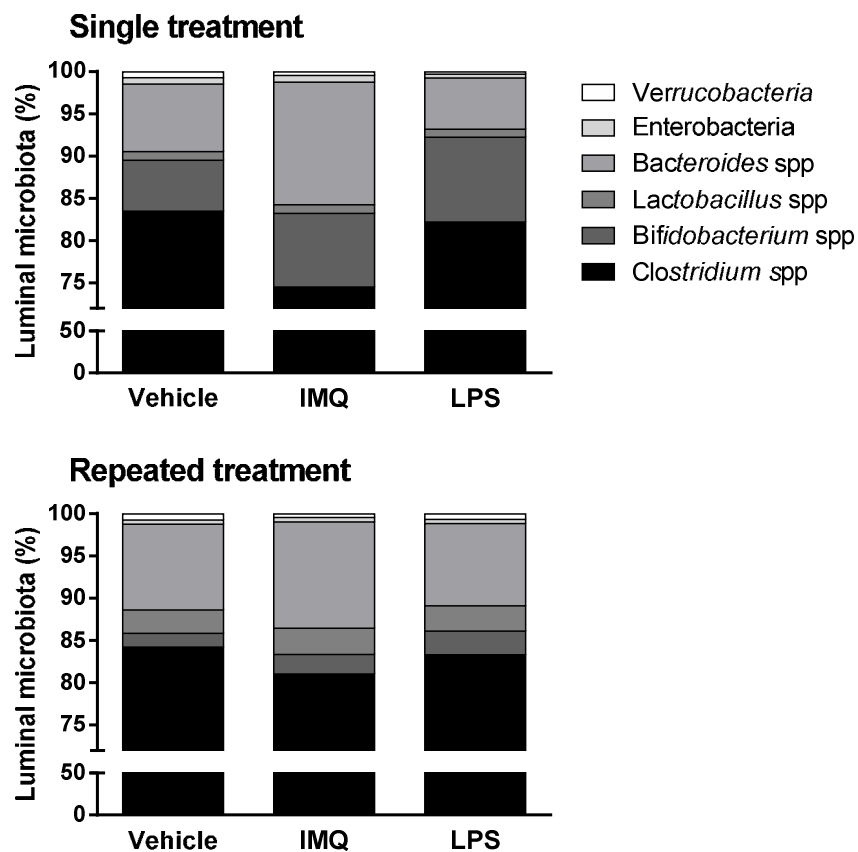 Single treatment
Luminal microbiota (%)
100
95
90
85
80
75
50
0
Vehicle IMQ LPS
Verrucobacteria
Enterobacteria
Bacteroides spp
Lactobacillus spp
Bifidobacterium spp
Clostridium spp
Repeated treatment
Luminal microbiota (%)
100
95
90
85
80
75
50
0
Vehicle IMQ LPS